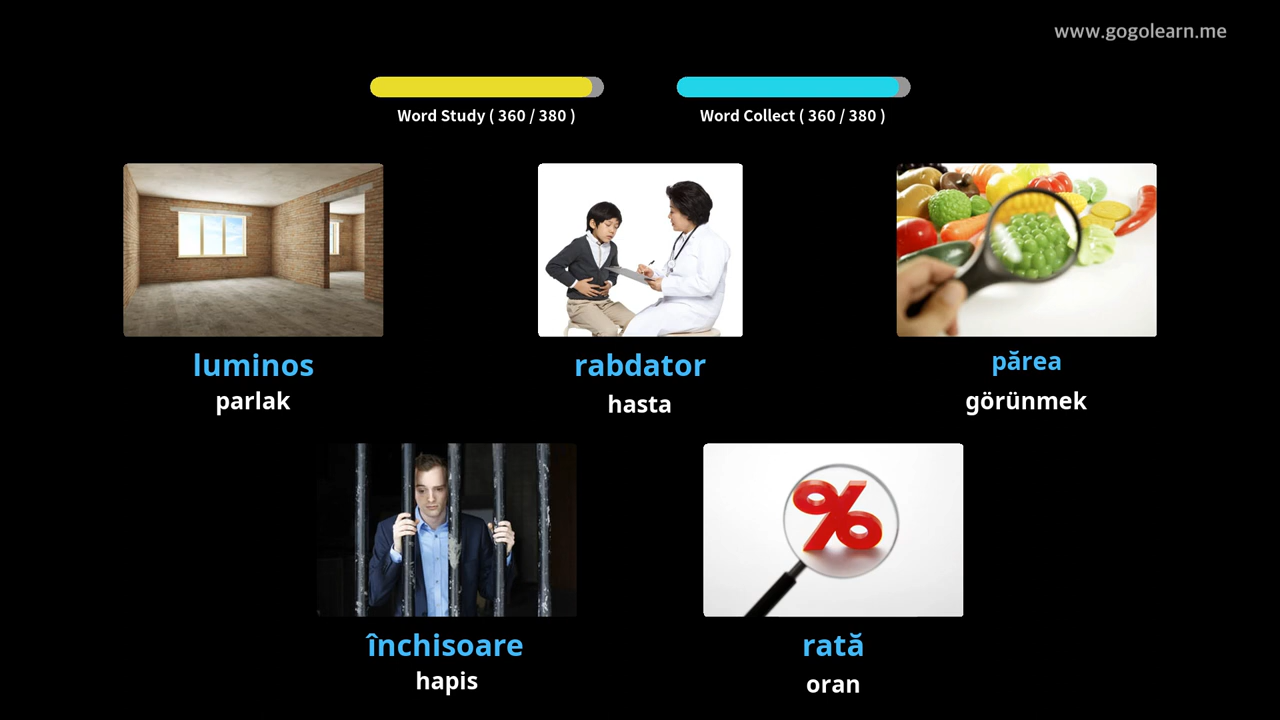 www.gogolearn.me
Word Study ( 360 / 380 )
Word Collect ( 360 / 380 )
luminos
parlak
rabdator
hasta
părea
görünmek
închisoare
hapis
rată
oran